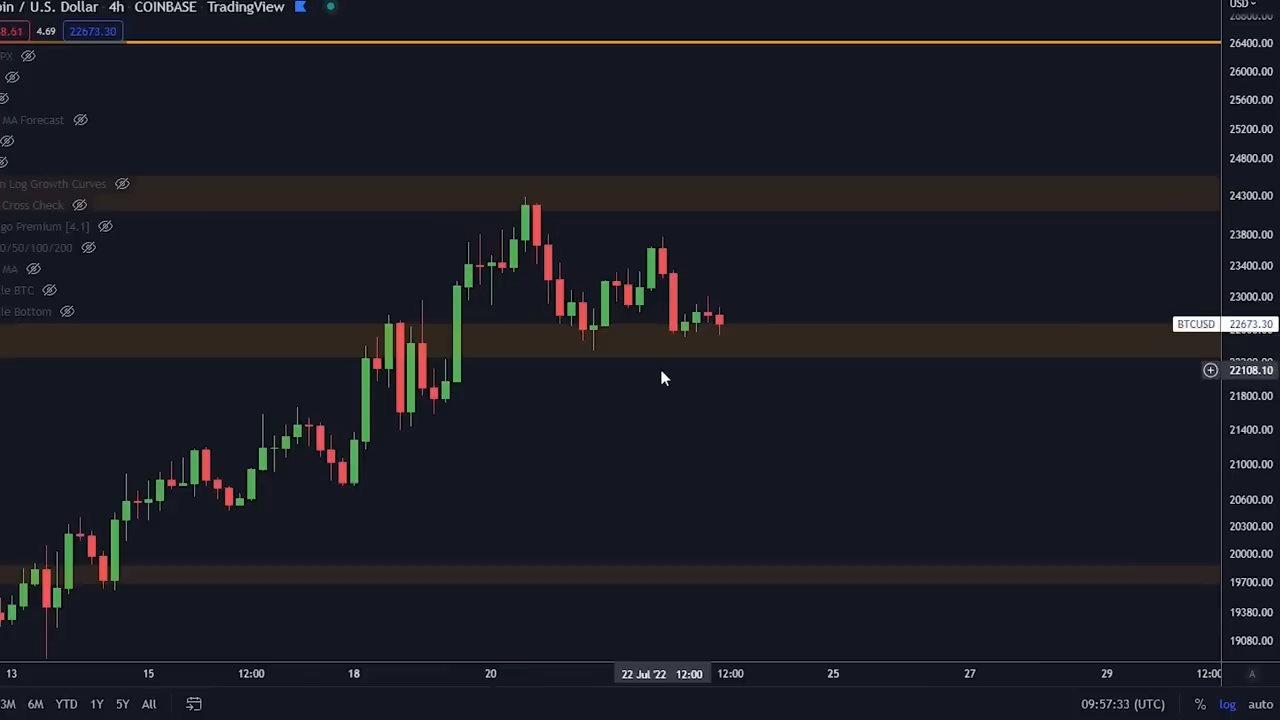 oin / U.S. Dollar · 4h · COINBASE · TradingView
8.61 4.69 22673.30
PX
MA Forecast
n Log Growth Curves
Cross Check
go Premium [4.1]
0/50/100/200
MA
le BTC
le Bottom
USD
26800.00
26400.00
26000.00
25600.00
25200.00
24800.00
24300.00
23800.00
23400.00
23000.00
BTCUSD 22673.30
22108.10
21800.00
21400.00
21000.00
20600.00
20300.00
20000.00
19700.00
19380.00
19080.00
13 15 12:00 18 20 22 Jul '22 12:00 12:00 25 27 29 12:00 A
3M 6M YTD 1Y 5Y All 09:57:33 (UTC) % log auto